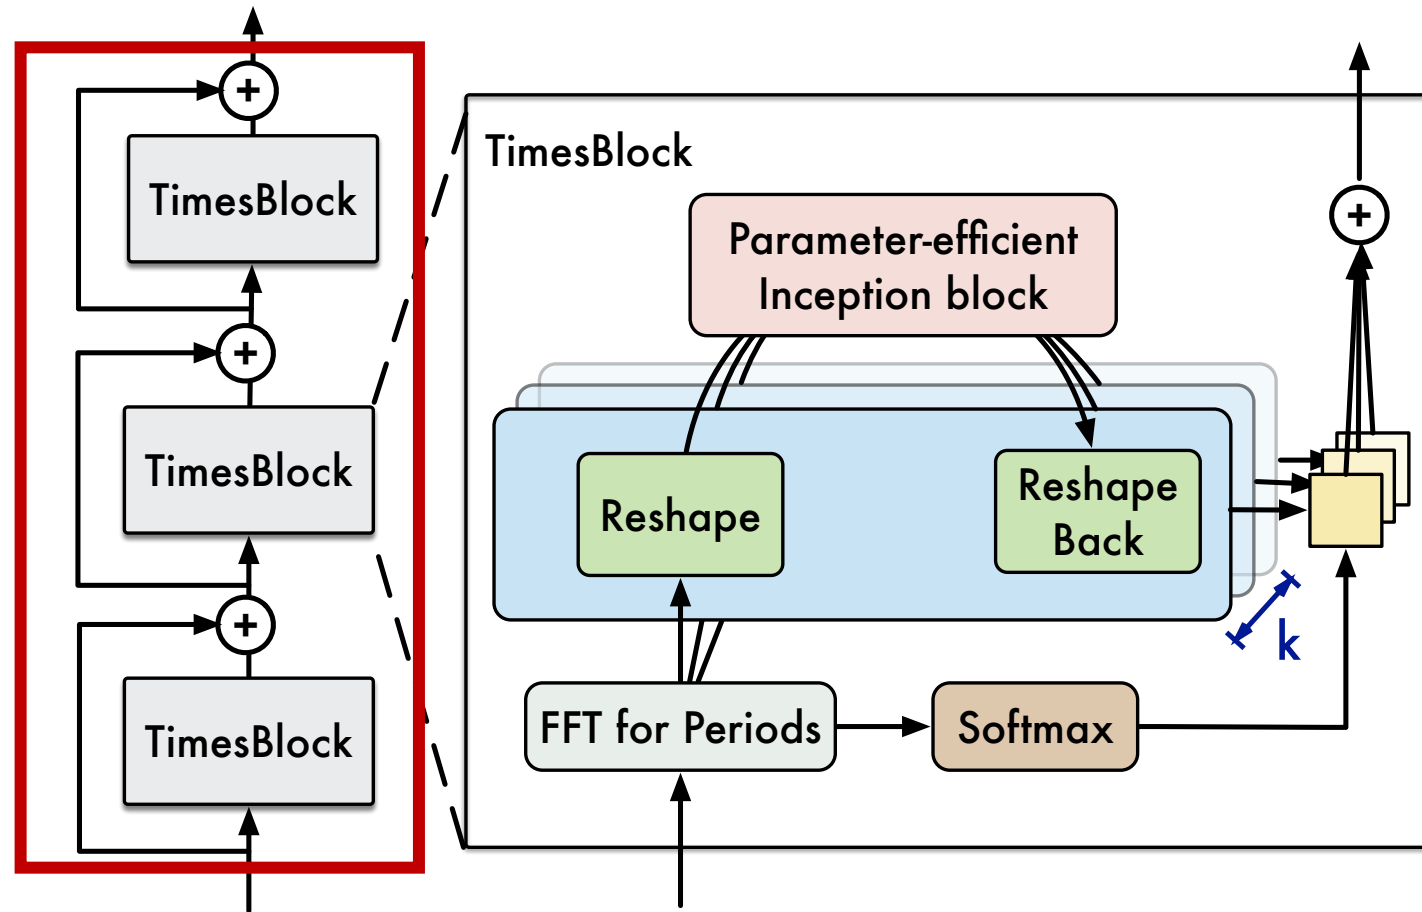 TimesBlock
TimesBlock
TimesBlock
TimesBlock
Parameter-efficient
Inception block
Reshape
Reshape
Back
k
FFT for Periods
Softmax